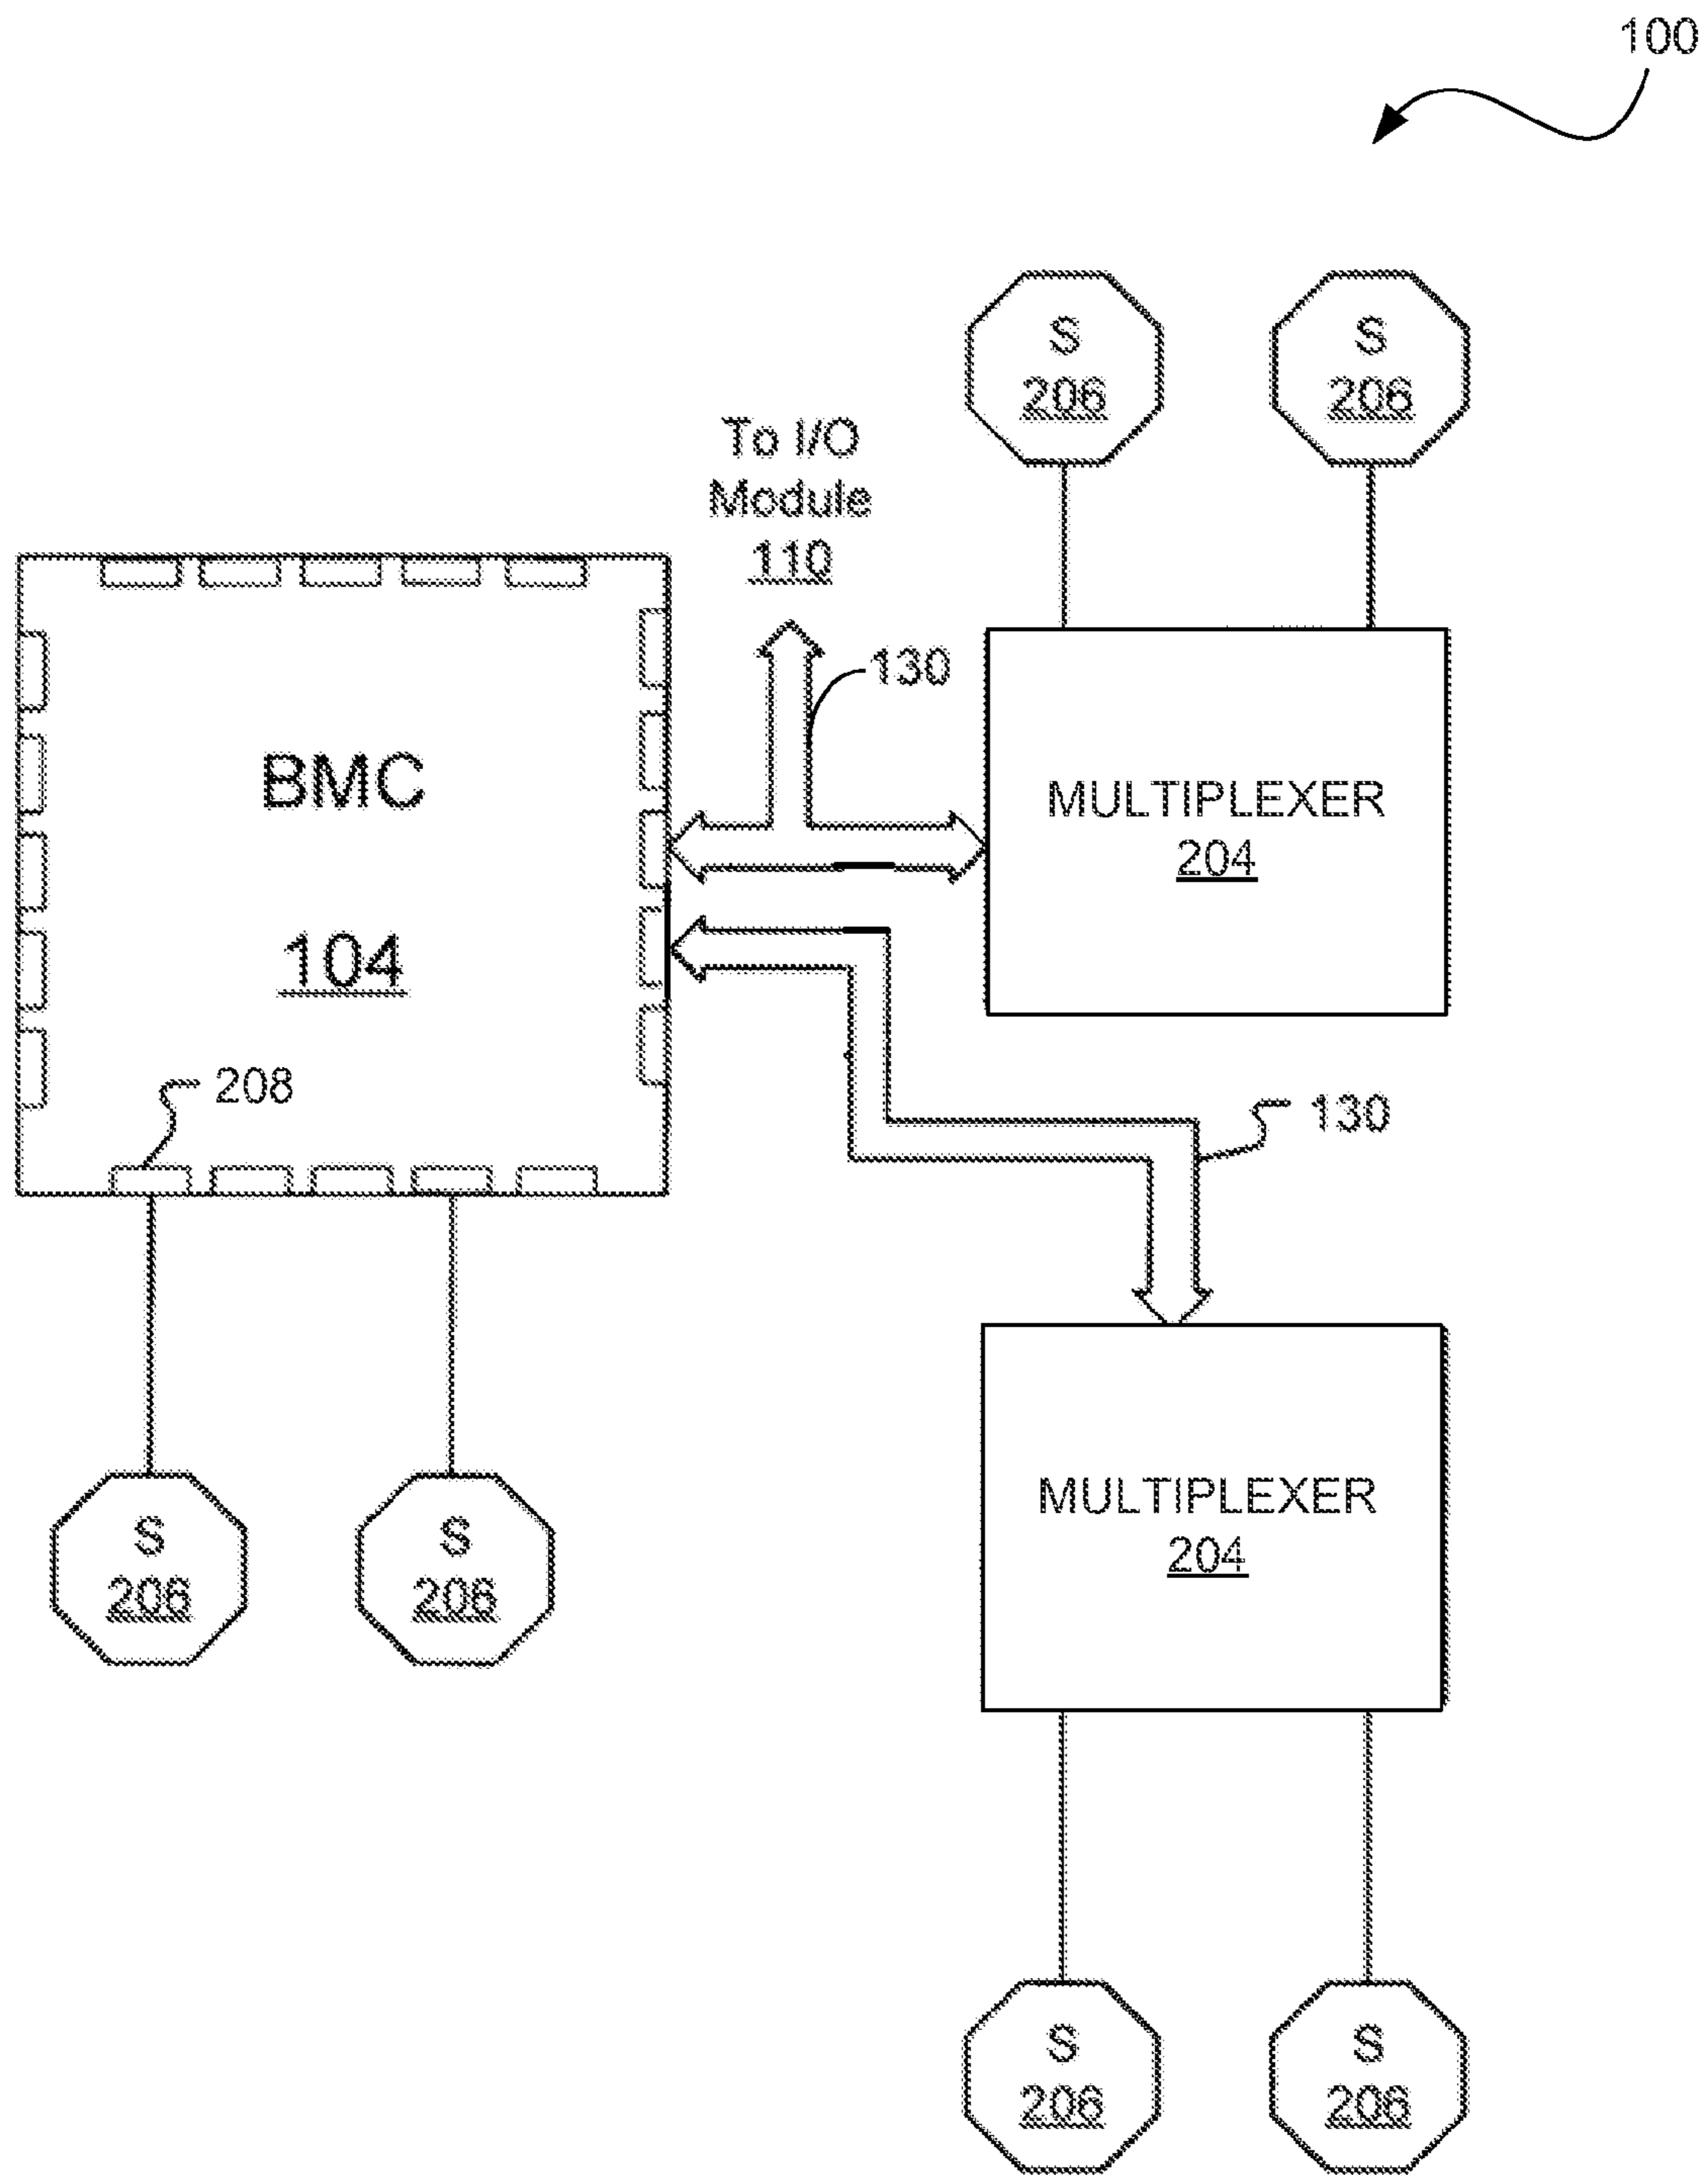 100
S
206
S
206
To I/O
Module
110
130
MULTIPLEXER
204
BMC
104
208
130
MULTIPLEXER
204
S
206
S
206
S
206
S
206